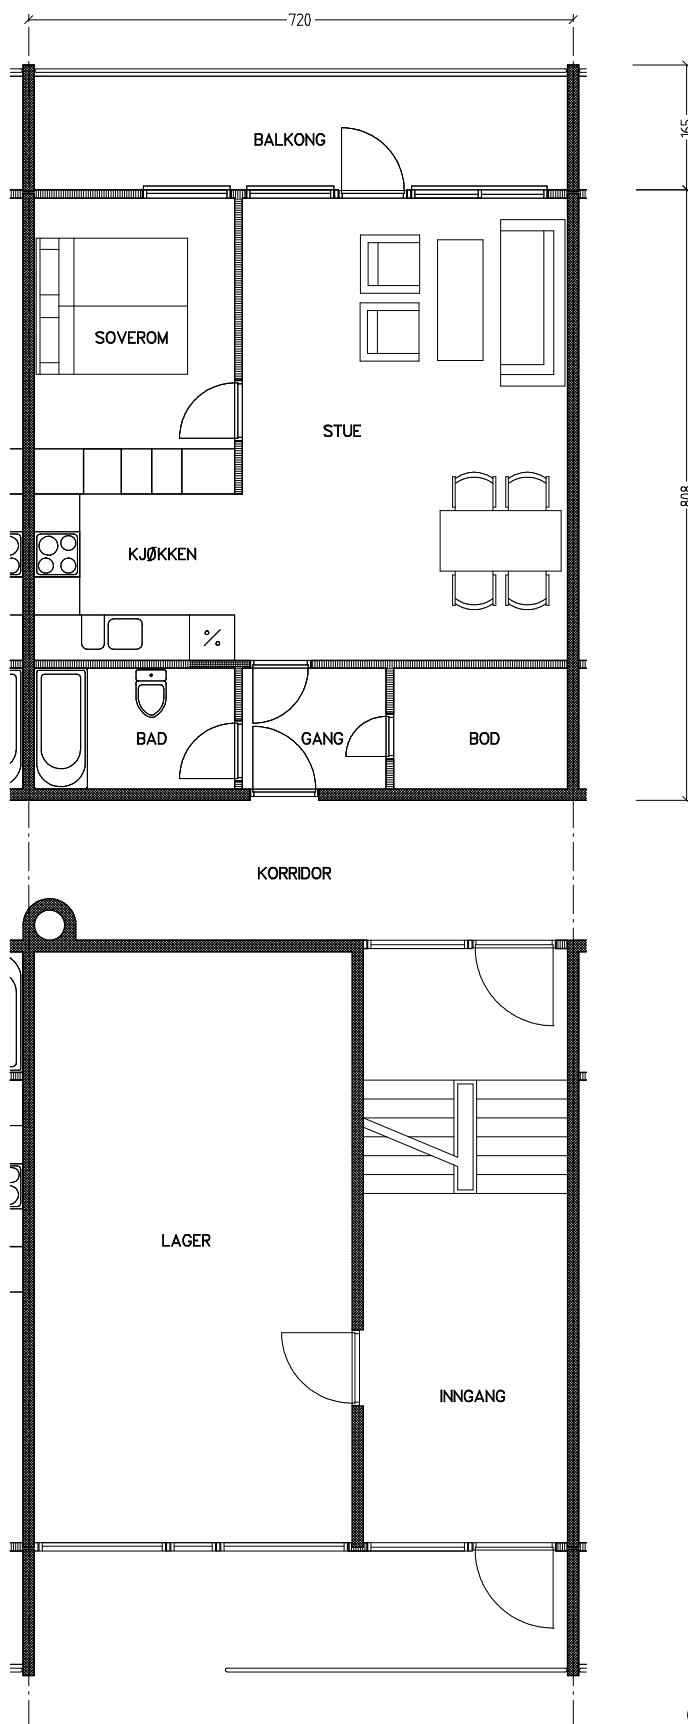 720
BALKONG
165
SOVEROM
STUE
808
KJØKKEN
%
BAD
GANG
BOD
KORRIDOR
LAGER
INNGANG